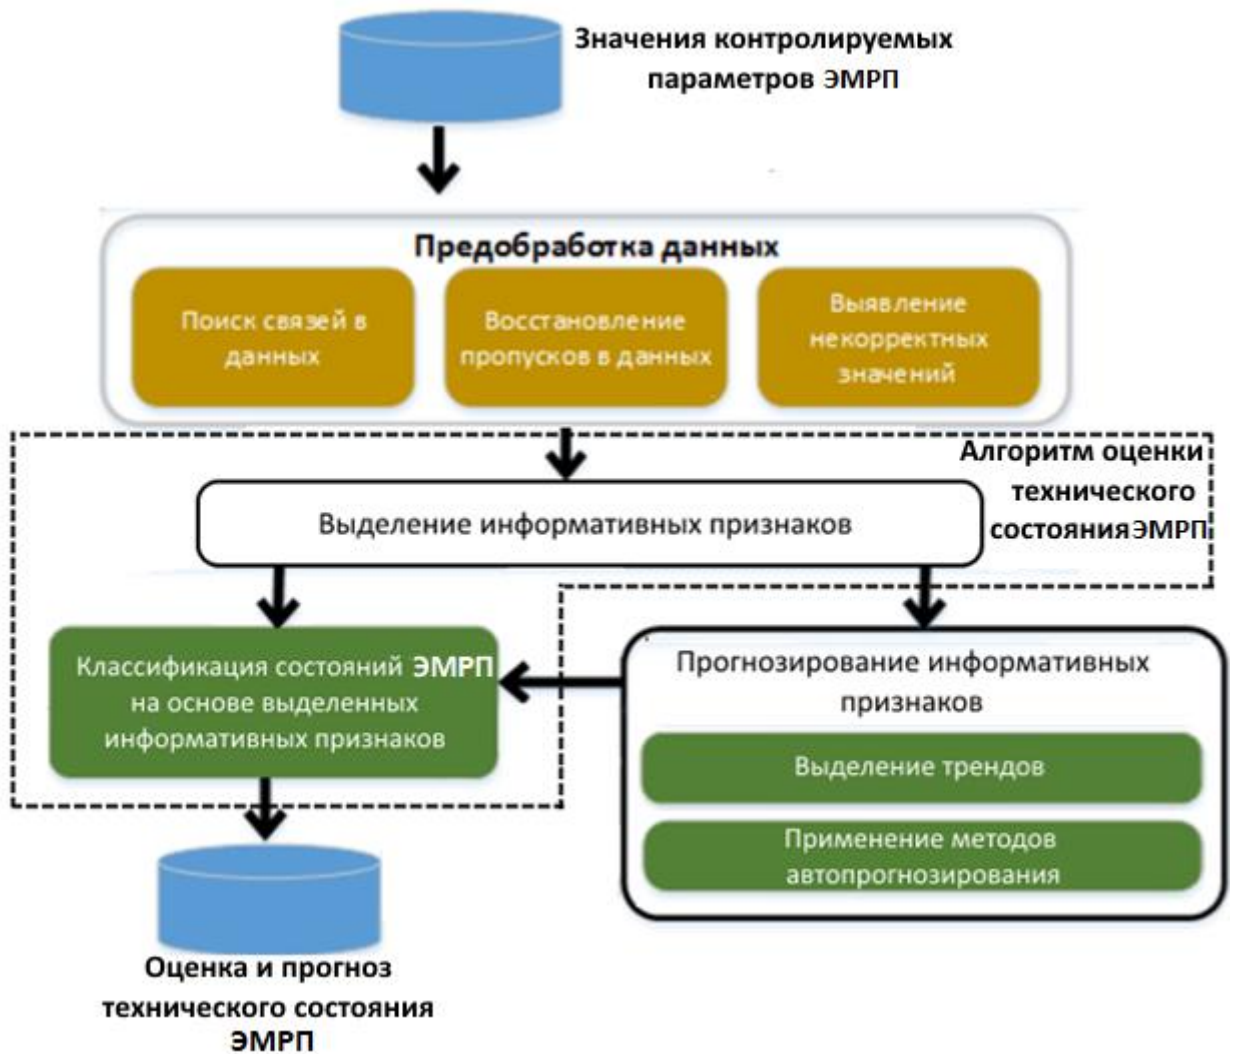 Значения контролируемых
параметров ЭМРП
Предобработка данных
Поиск связей в
данных
Восстановление
пропусков в данных
Выявление
некорректных
значений
Алгоритм оценки
технического
состояния ЭМРП
Выделение информативных признаков
Классификация состояний ЭМРП
на основе выделенных
информативных признаков
Прогнозирование информативных
признаков
Выделение трендов
Применение методов
автопрогнозирования
Оценка и прогноз
технического состояния
ЭМРП